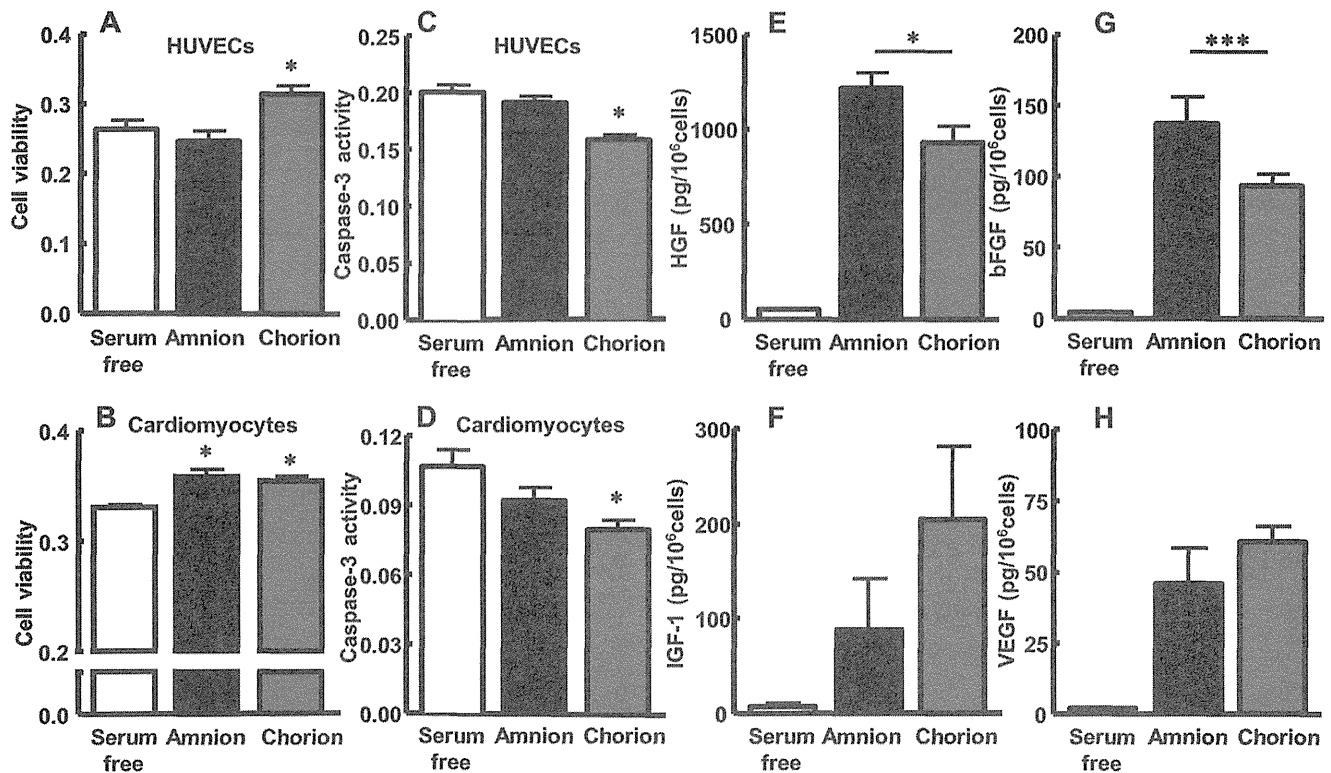 A
HUVECs
Cell viability
0.4
0.3
0.2
0.1
0.0
*
Serum free
Amnion
Chorion
C
HUVECs
Caspase-3 activity
0.25
0.20
0.15
0.10
0.05
0.00
*
Serum free
Amnion
Chorion
E
HGF (pg/10⁶cells)
1500
1000
500
0
*
Serum free
Amnion
Chorion
G
bFGF (pg/10⁶cells)
200
150
100
50
0
***
Serum free
Amnion
Chorion
B
Cardiomyocytes
Cell viability
0.4
0.3
0.2
0.0
*
*
Serum free
Amnion
Chorion
D
Cardiomyocytes
Caspase-3 activity
0.12
0.09
0.06
0.03
0.00
*
Serum free
Amnion
Chorion
F
IGF-1 (pg/10⁶cells)
300
200
100
0
Serum free
Amnion
Chorion
H
VEGF (pg/10⁶cells)
100
75
50
25
0
Serum free
Amnion
Chorion